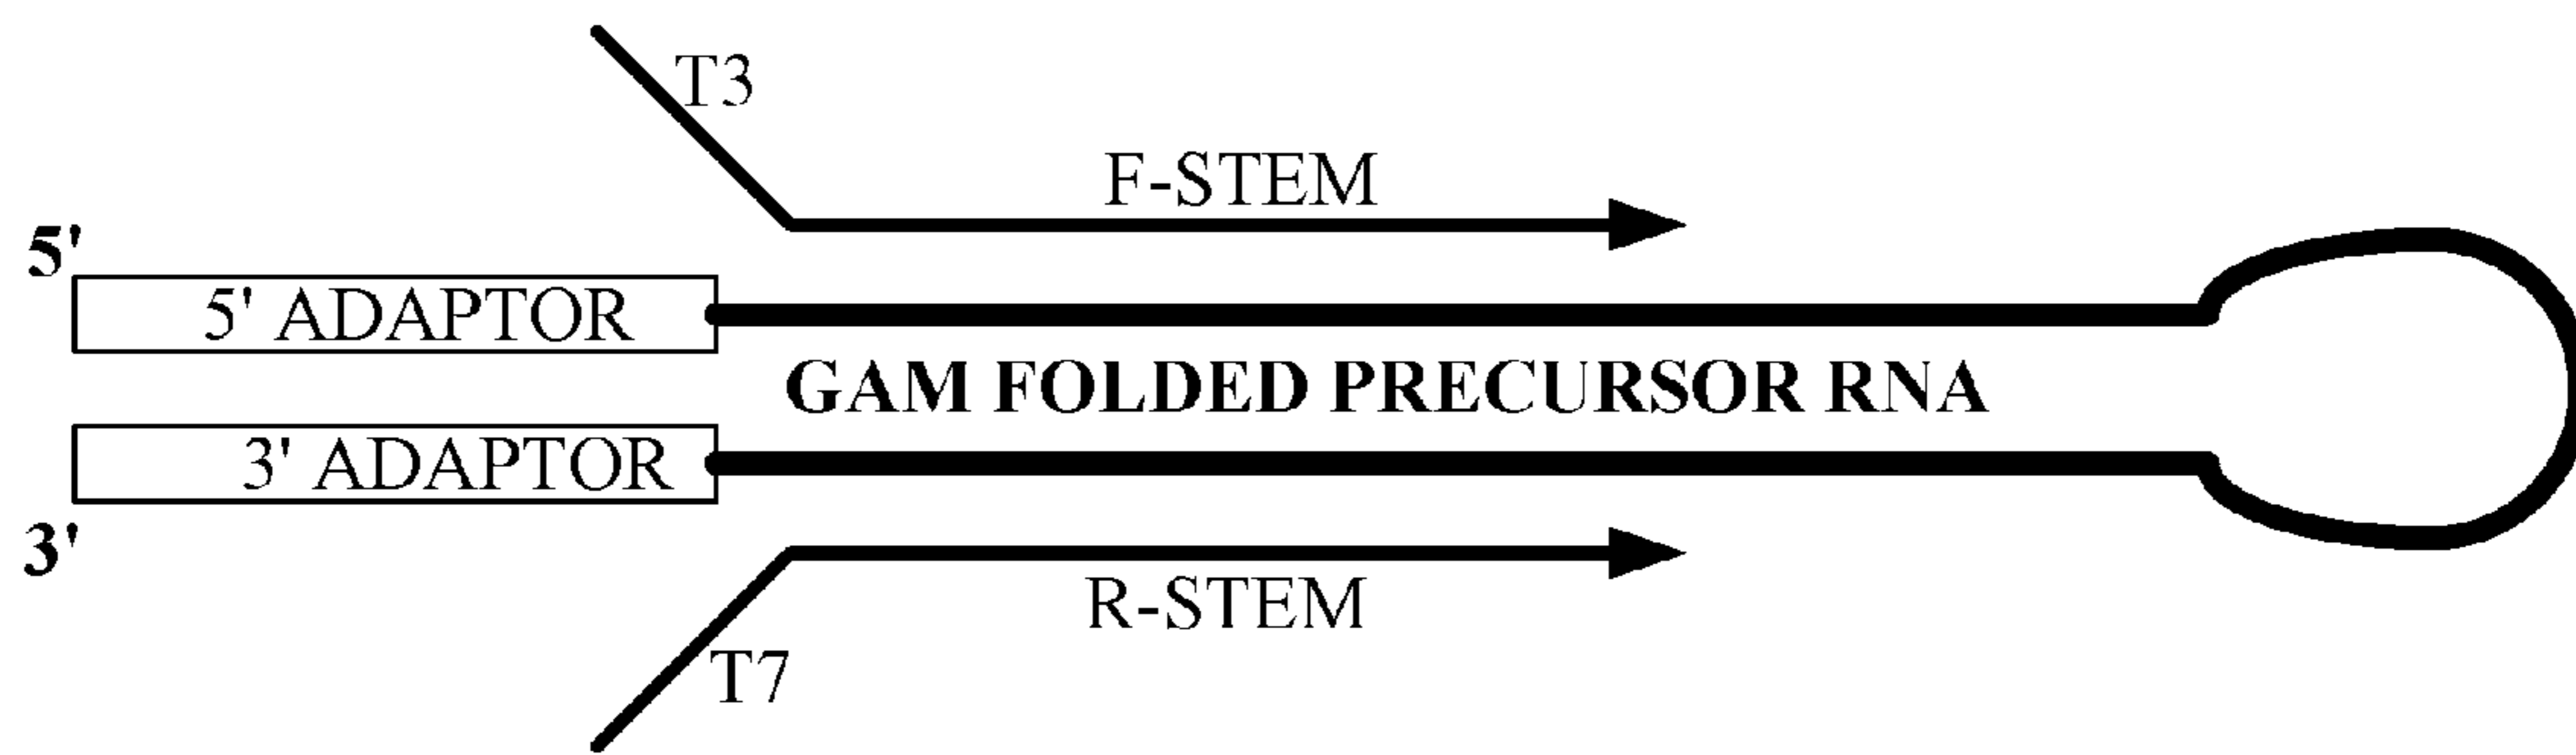 T3
F-STEM
5'
5' ADAPTOR
GAM FOLDED PRECURSOR RNA
3' ADAPTOR
3'
R-STEM
T7